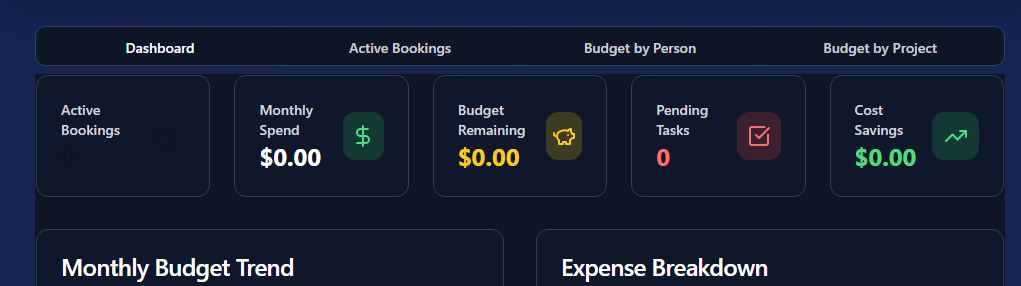 Dashboard
Active Bookings
Budget by Person
Budget by Project
Active
Bookings
0
Monthly
Spend
$0.00
Budget
Remaining
$0.00
Pending
Tasks
0
Cost
Savings
$0.00
Monthly Budget Trend
Expense Breakdown